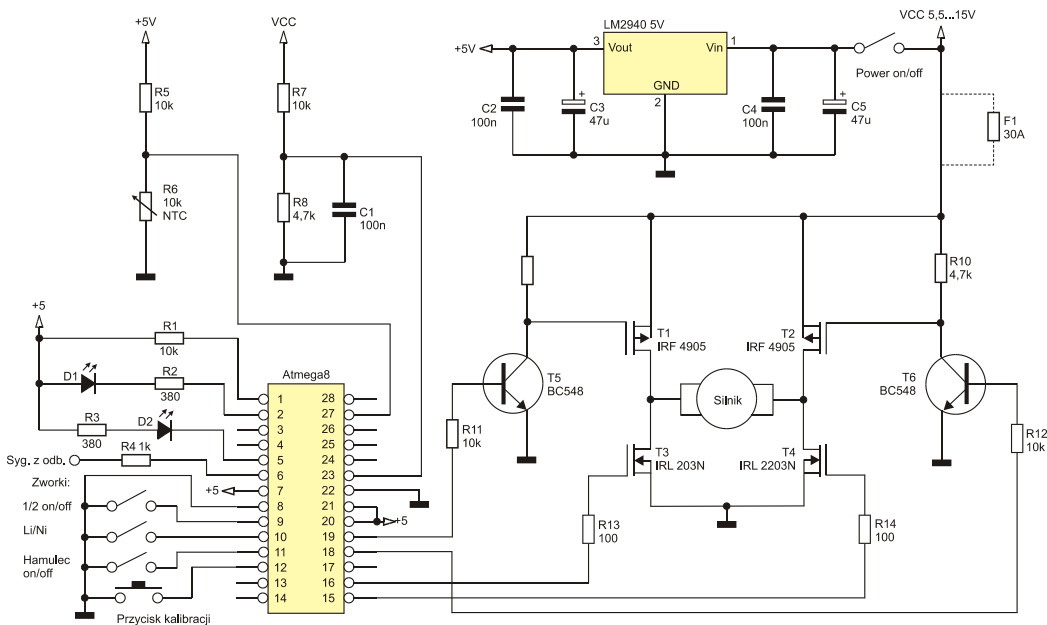 +5V
VCC
R5
10k
R7
10k
R6
10k
NTC
R8
4,7k
C1
100n
LM2940 5V
VCC 5,5...15V
+5V
3
Vout
Vin
1
GND
2
Power on/off
C2
100n
+
C3
47u
C4
100n
+
C5
47u
F1
30A
R10
4,7k
T1
IRF 4905
T2
IRF 4905
T5
BC548
T6
BC548
Silnik
R11
10k
R12
10k
T3
IRL 203N
T4
IRL 2203N
R13
100
R14
100
+5
R1
10k
D1
R2
380
R3
380
D2
R4 1k
Syg. z odb.
Zworki:
+5
1/2 on/off
Li/Ni
Hamulec
on/off
Przycisk kalibracji
Atmega8
1 28
2 27
3 26
4 25
5 24
6 23
7 22
8 21
9 20
10 19
11 18
12 17
13 16
14 15
+5